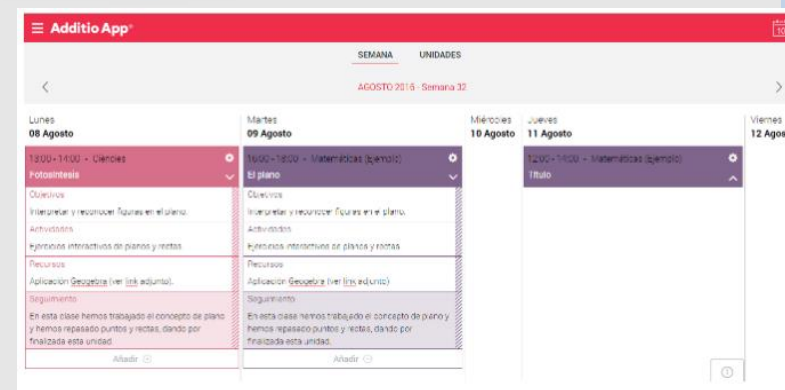 Additio App
10
SEMANA UNIDADES
AGOSTO 2016 - Semana 32
Lunes
08 Agosto
13:00 - 14:00 - Ciències
Fotosíntesis
Objetivos
Interpretar y reconocer figuras en el plano.
Actividades
Ejercicios interactivos de planos y rectas
Recursos
Aplicación Geogebra (ver link adjunto).
Seguimiento
En esta clase hemos trabajado el concepto de plano
y hemos repasado puntos y rectas, dando por
finalizada esta unidad.
Añadir
Martes
09 Agosto
16:00 - 18:00 - Matemáticas (Ejemplo)
El plano
Objetivos
Interpretar y reconocer figuras en el plano.
Actividades
Ejercicios interactivos de planos y rectas
Recursos
Aplicación Geogebra (ver link adjunto)
Seguimiento
En esta clase hemos trabajado el concepto de plano y
hemos repasado puntos y rectas, dando por
finalizada esta unidad.
Añadir
Miércoles
10 Agosto
Jueves
11 Agosto
12:00 - 14:00 - Matemáticas (Ejemplo)
Título
Viernes
12 Agos